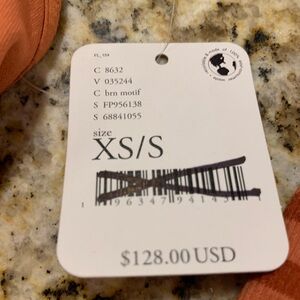 C 8632
V 035244
C brn motif
S FP956138
S 68841055
size
XS/S
$128.00 USD